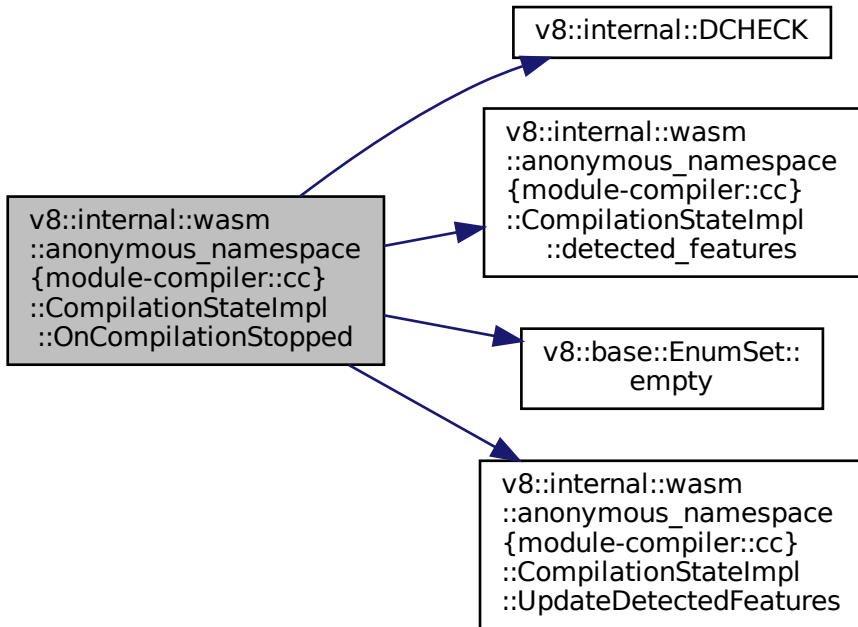 v8::internal::wasm
::anonymous_namespace
{module-compiler::cc}
::CompilationStateImpl
::OnCompilationStopped
v8::internal::DCHECK
v8::internal::wasm
::anonymous_namespace
{module-compiler::cc}
::CompilationStateImpl
::detected_features
v8::base::EnumSet::
empty
v8::internal::wasm
::anonymous_namespace
{module-compiler::cc}
::CompilationStateImpl
::UpdateDetectedFeatures